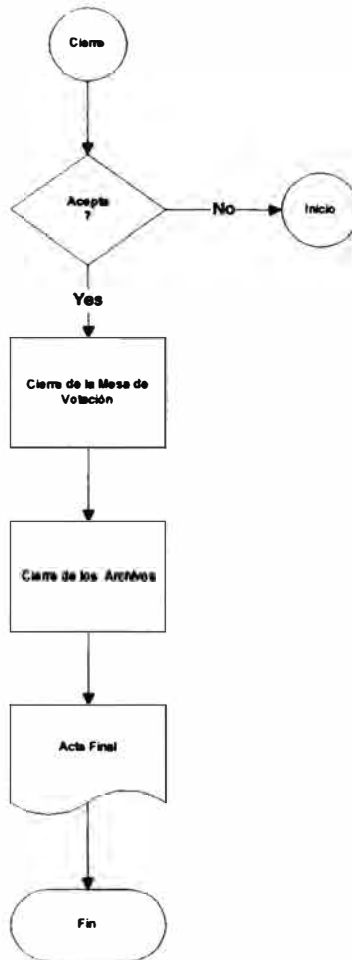 Cierre
Acepta
?
No
Inicio
Yes
Cierre de la Mesa de
Votación
Cierre de los Archivos
Acta Final
Fin